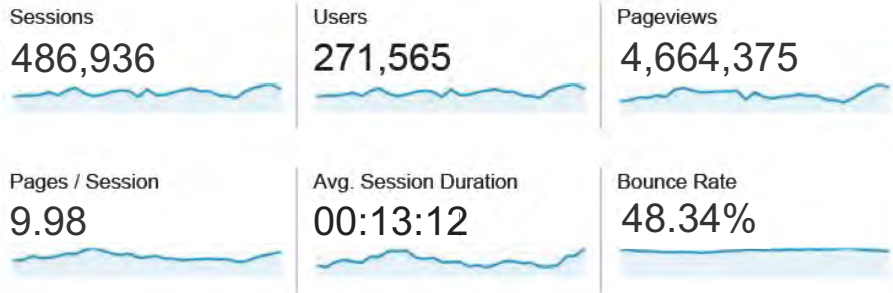 Sessions
486,936
Users
271,565
Pageviews
4,664,375
Pages / Session
9.98
Avg. Session Duration
00:13:12
Bounce Rate
48.34%